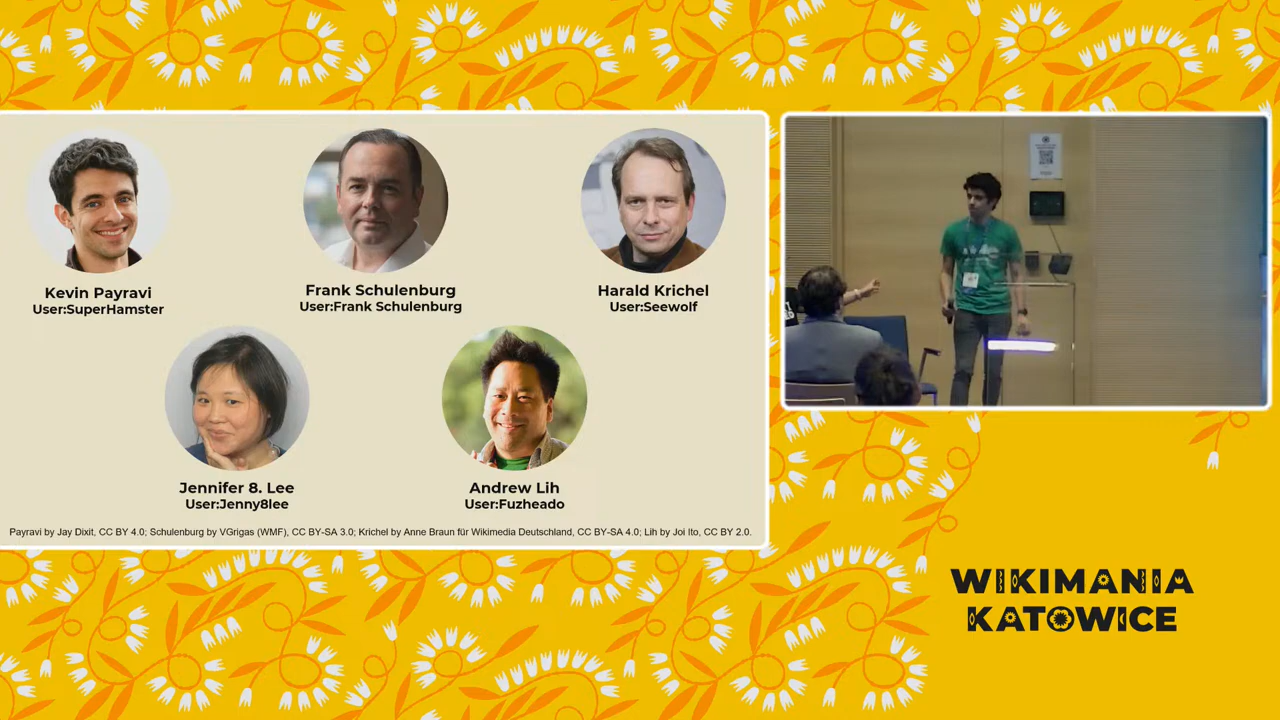 Kevin Payravi
User:SuperHamster
Frank Schulenburg
User:Frank Schulenburg
Harald Krichel
User:Seewolf
Jennifer 8. Lee
User:Jenny8lee
Andrew Lih
User:Fuzheado
Payravi by Jay Dixit, CC BY 4.0; Schulenburg by VGrigas (WMF), CC BY-SA 3.0; Krichel by Anne Braun für Wikimedia Deutschland, CC BY-SA 4.0; Lih by Joi Ito, CC BY 2.0.
WIKIMANIA
KATOWICE